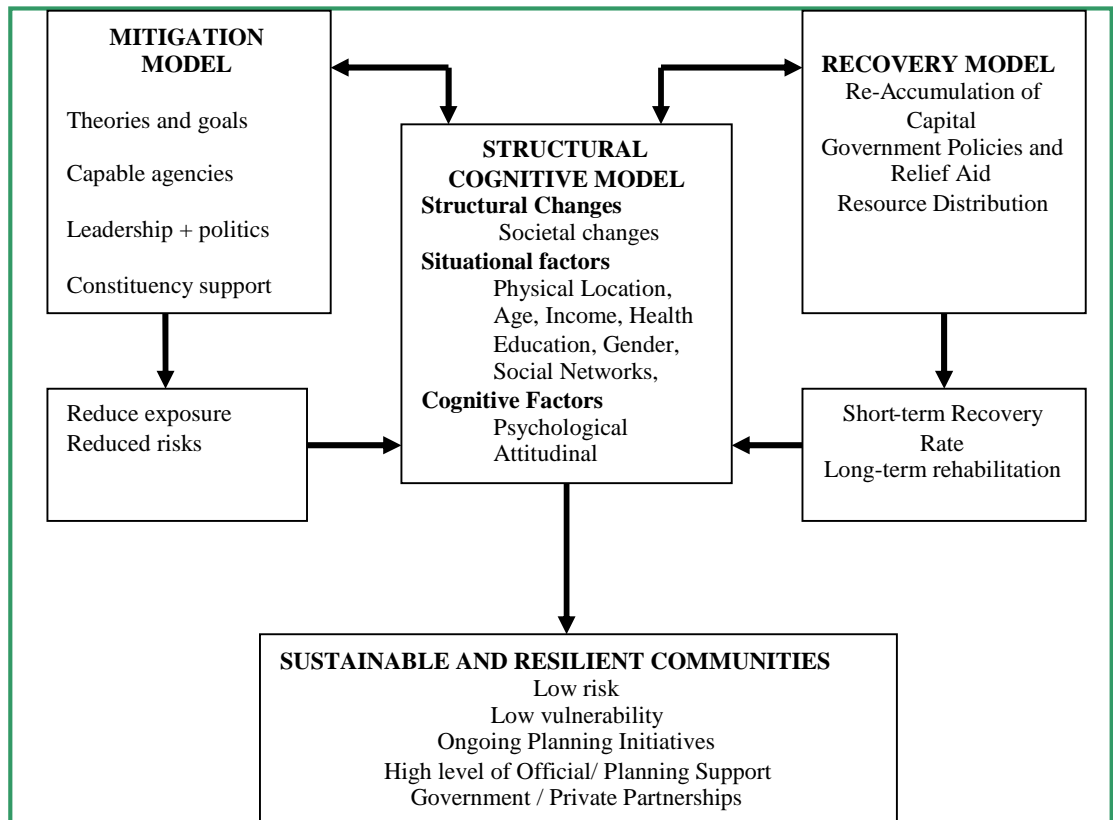 MITIGATION
MODEL
Theories and goals
Capable agencies
Leadership + politics
Constituency support
STRUCTURAL
COGNITIVE MODEL
Structural Changes
Societal changes
Situational factors
Physical Location,
Age, Income, Health
Education, Gender,
Social Networks,
Cognitive Factors
Psychological
Attitudinal
RECOVERY MODEL
Re-Accumulation of
Capital
Government Policies and
Relief Aid
Resource Distribution
Reduce exposure
Reduced risks
Short-term Recovery
Rate
Long-term rehabilitation
SUSTAINABLE AND RESILIENT COMMUNITIES
Low risk
Low vulnerability
Ongoing Planning Initiatives
High level of Official/ Planning Support
Government / Private Partnerships